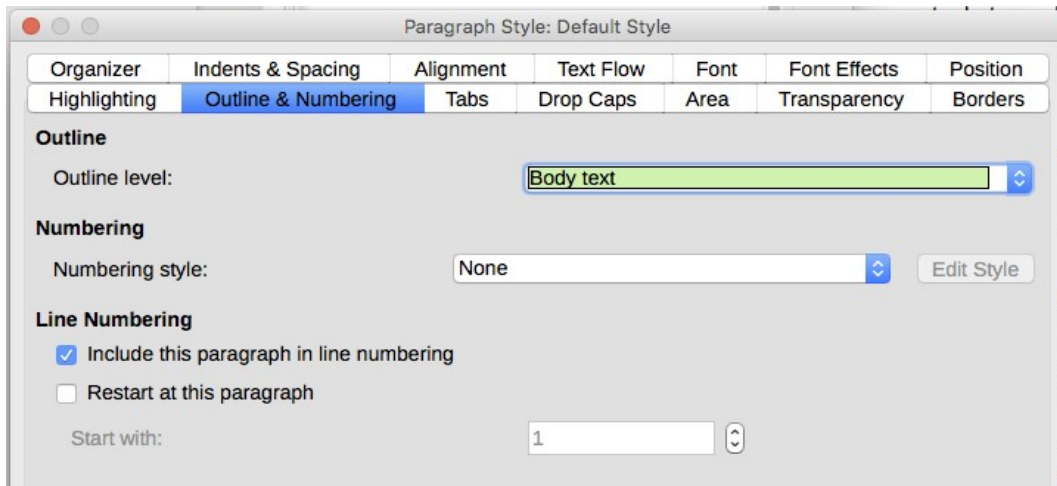 Paragraph Style: Default Style
Organizer Indents & Spacing Alignment Text Flow Font Font Effects Position
Highlighting Outline & Numbering Tabs Drop Caps Area Transparency Borders
Outline
Outline level: Body text
Numbering
Numbering style: None Edit Style
Line Numbering
Include this paragraph in line numbering
Restart at this paragraph
Start with: 1